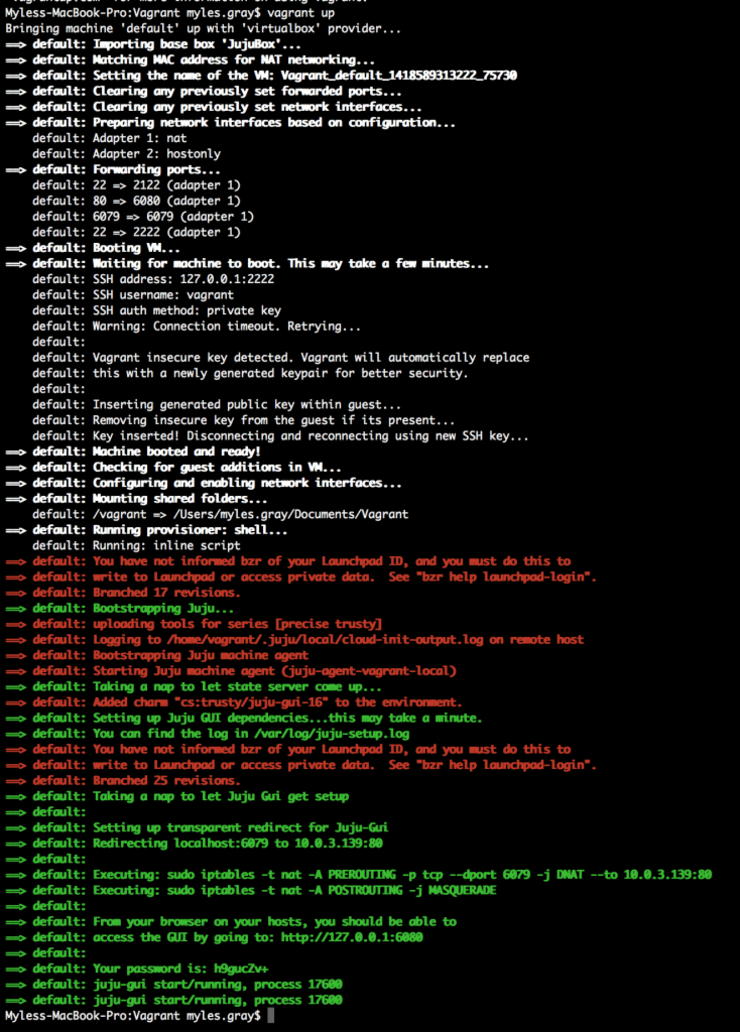 Myless-MacBook-Pro:Vagrant myles.gray$ vagrant up
Bringing machine 'default' up with 'virtualbox' provider...
==> default: Importing base box 'JujuBox'...
==> default: Matching MAC address for NAT networking...
==> default: Setting the name of the VM: Vagrant_default_1418589313222_75730
==> default: Clearing any previously set forwarded ports...
==> default: Clearing any previously set network interfaces...
==> default: Preparing network interfaces based on configuration...
default: Adapter 1: nat
default: Adapter 2: hostonly
==> default: Forwarding ports...
default: 22 => 2122 (adapter 1)
default: 80 => 6080 (adapter 1)
default: 6079 => 6079 (adapter 1)
default: 22 => 2222 (adapter 1)
==> default: Booting VM...
==> default: Waiting for machine to boot. This may take a few minutes...
default: SSH address: 127.0.0.1:2222
default: SSH username: vagrant
default: SSH auth method: private key
default: Warning: Connection timeout. Retrying...
default:
default: Vagrant insecure key detected. Vagrant will automatically replace
default: this with a newly generated keypair for better security.
default:
default: Inserting generated public key within guest...
default: Removing insecure key from the guest if its present...
default: Key inserted! Disconnecting and reconnecting using new SSH key...
==> default: Machine booted and ready!
==> default: Checking for guest additions in VM...
==> default: Configuring and enabling network interfaces...
==> default: Mounting shared folders...
default: /vagrant => /Users/myles.gray/Documents/Vagrant
==> default: Running provisioner: shell...
default: Running: inline script
==> default: You have not informed bzr of your Launchpad ID, and you must do this to
==> default: write to Launchpad or access private data.  See "bzr help launchpad-login".
==> default: Branched 17 revisions.
==> default: Bootstrapping Juju...
==> default: uploading tools for series [precise trusty]
==> default: Logging to /home/vagrant/.juju/local/cloud-init-output.log on remote host
==> default: Bootstrapping Juju machine agent
==> default: Starting Juju machine agent (juju-agent-vagrant-local)
==> default: Taking a nap to let state server come up...
==> default: Added charm "cs:trusty/juju-gui-16" to the environment.
==> default: Setting up Juju GUI dependencies...this may take a minute.
==> default: You can find the log in /var/log/juju-setup.log
==> default: You have not informed bzr of your Launchpad ID, and you must do this to
==> default: write to Launchpad or access private data.  See "bzr help launchpad-login".
==> default: Branched 25 revisions.
==> default: Taking a nap to let Juju Gui get setup
==> default:
==> default: Setting up transparent redirect for Juju-Gui
==> default: Redirecting localhost:6079 to 10.0.3.139:80
==> default:
==> default: Executing: sudo iptables -t nat -A PREROUTING -p tcp --dport 6079 -j DNAT --to 10.0.3.139:80
==> default: Executing: sudo iptables -t nat -A POSTROUTING -j MASQUERADE
==> default:
==> default: From your browser on your hosts, you should be able to
==> default: access the GUI by going to: http://127.0.0.1:6080
==> default:
==> default: Your password is: h9gucZv+
==> default: juju-gui start/running, process 17600
==> default: juju-gui start/running, process 17600
Myless-MacBook-Pro:Vagrant myles.gray$